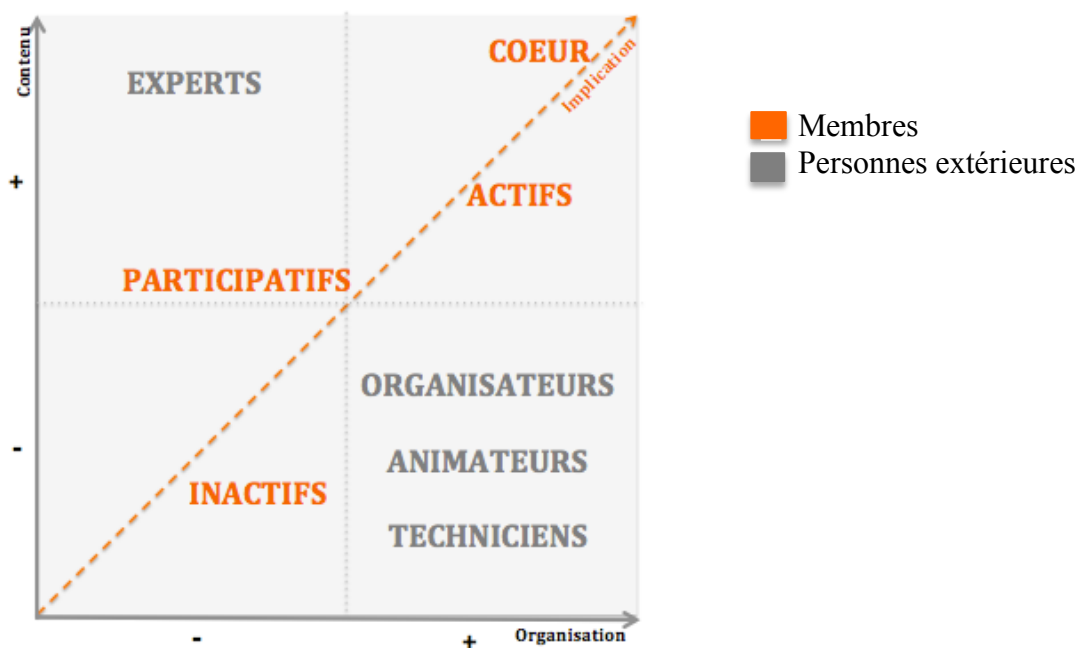 Contenu
+
-
EXPERTS
COEUR
Implication
ACTIFS
PARTICIPATIFS
ORGANISATEURS
ANIMATEURS
INACTIFS
TECHNICIENS
-
+
Organisation
Membres
Personnes extérieures